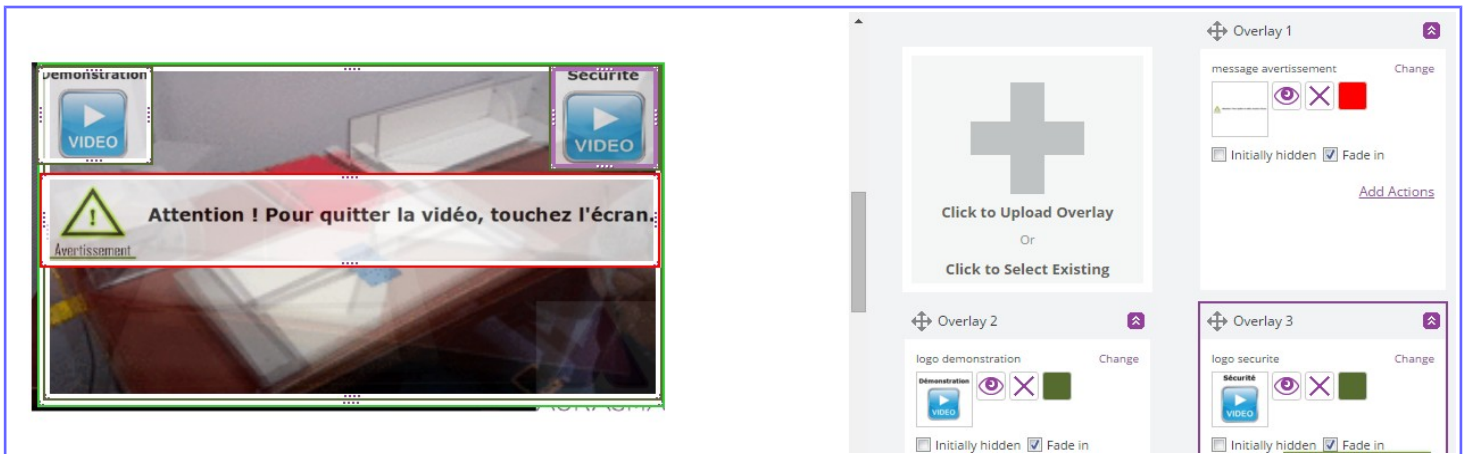 Démonstration
VIDEO
Sécurité
VIDEO
Attention ! Pour quitter la vidéo, touchez l'écran.
Avertissement
Click to Upload Overlay
Or
Click to Select Existing
Overlay 1
message avertissement
Change
Initially hidden
Fade in
Add Actions
Overlay 2
logo demonstration
Change
Démonstration
VIDEO
Initially hidden
Fade in
Overlay 3
logo securite
Change
Sécurité
VIDEO
Initially hidden
Fade in